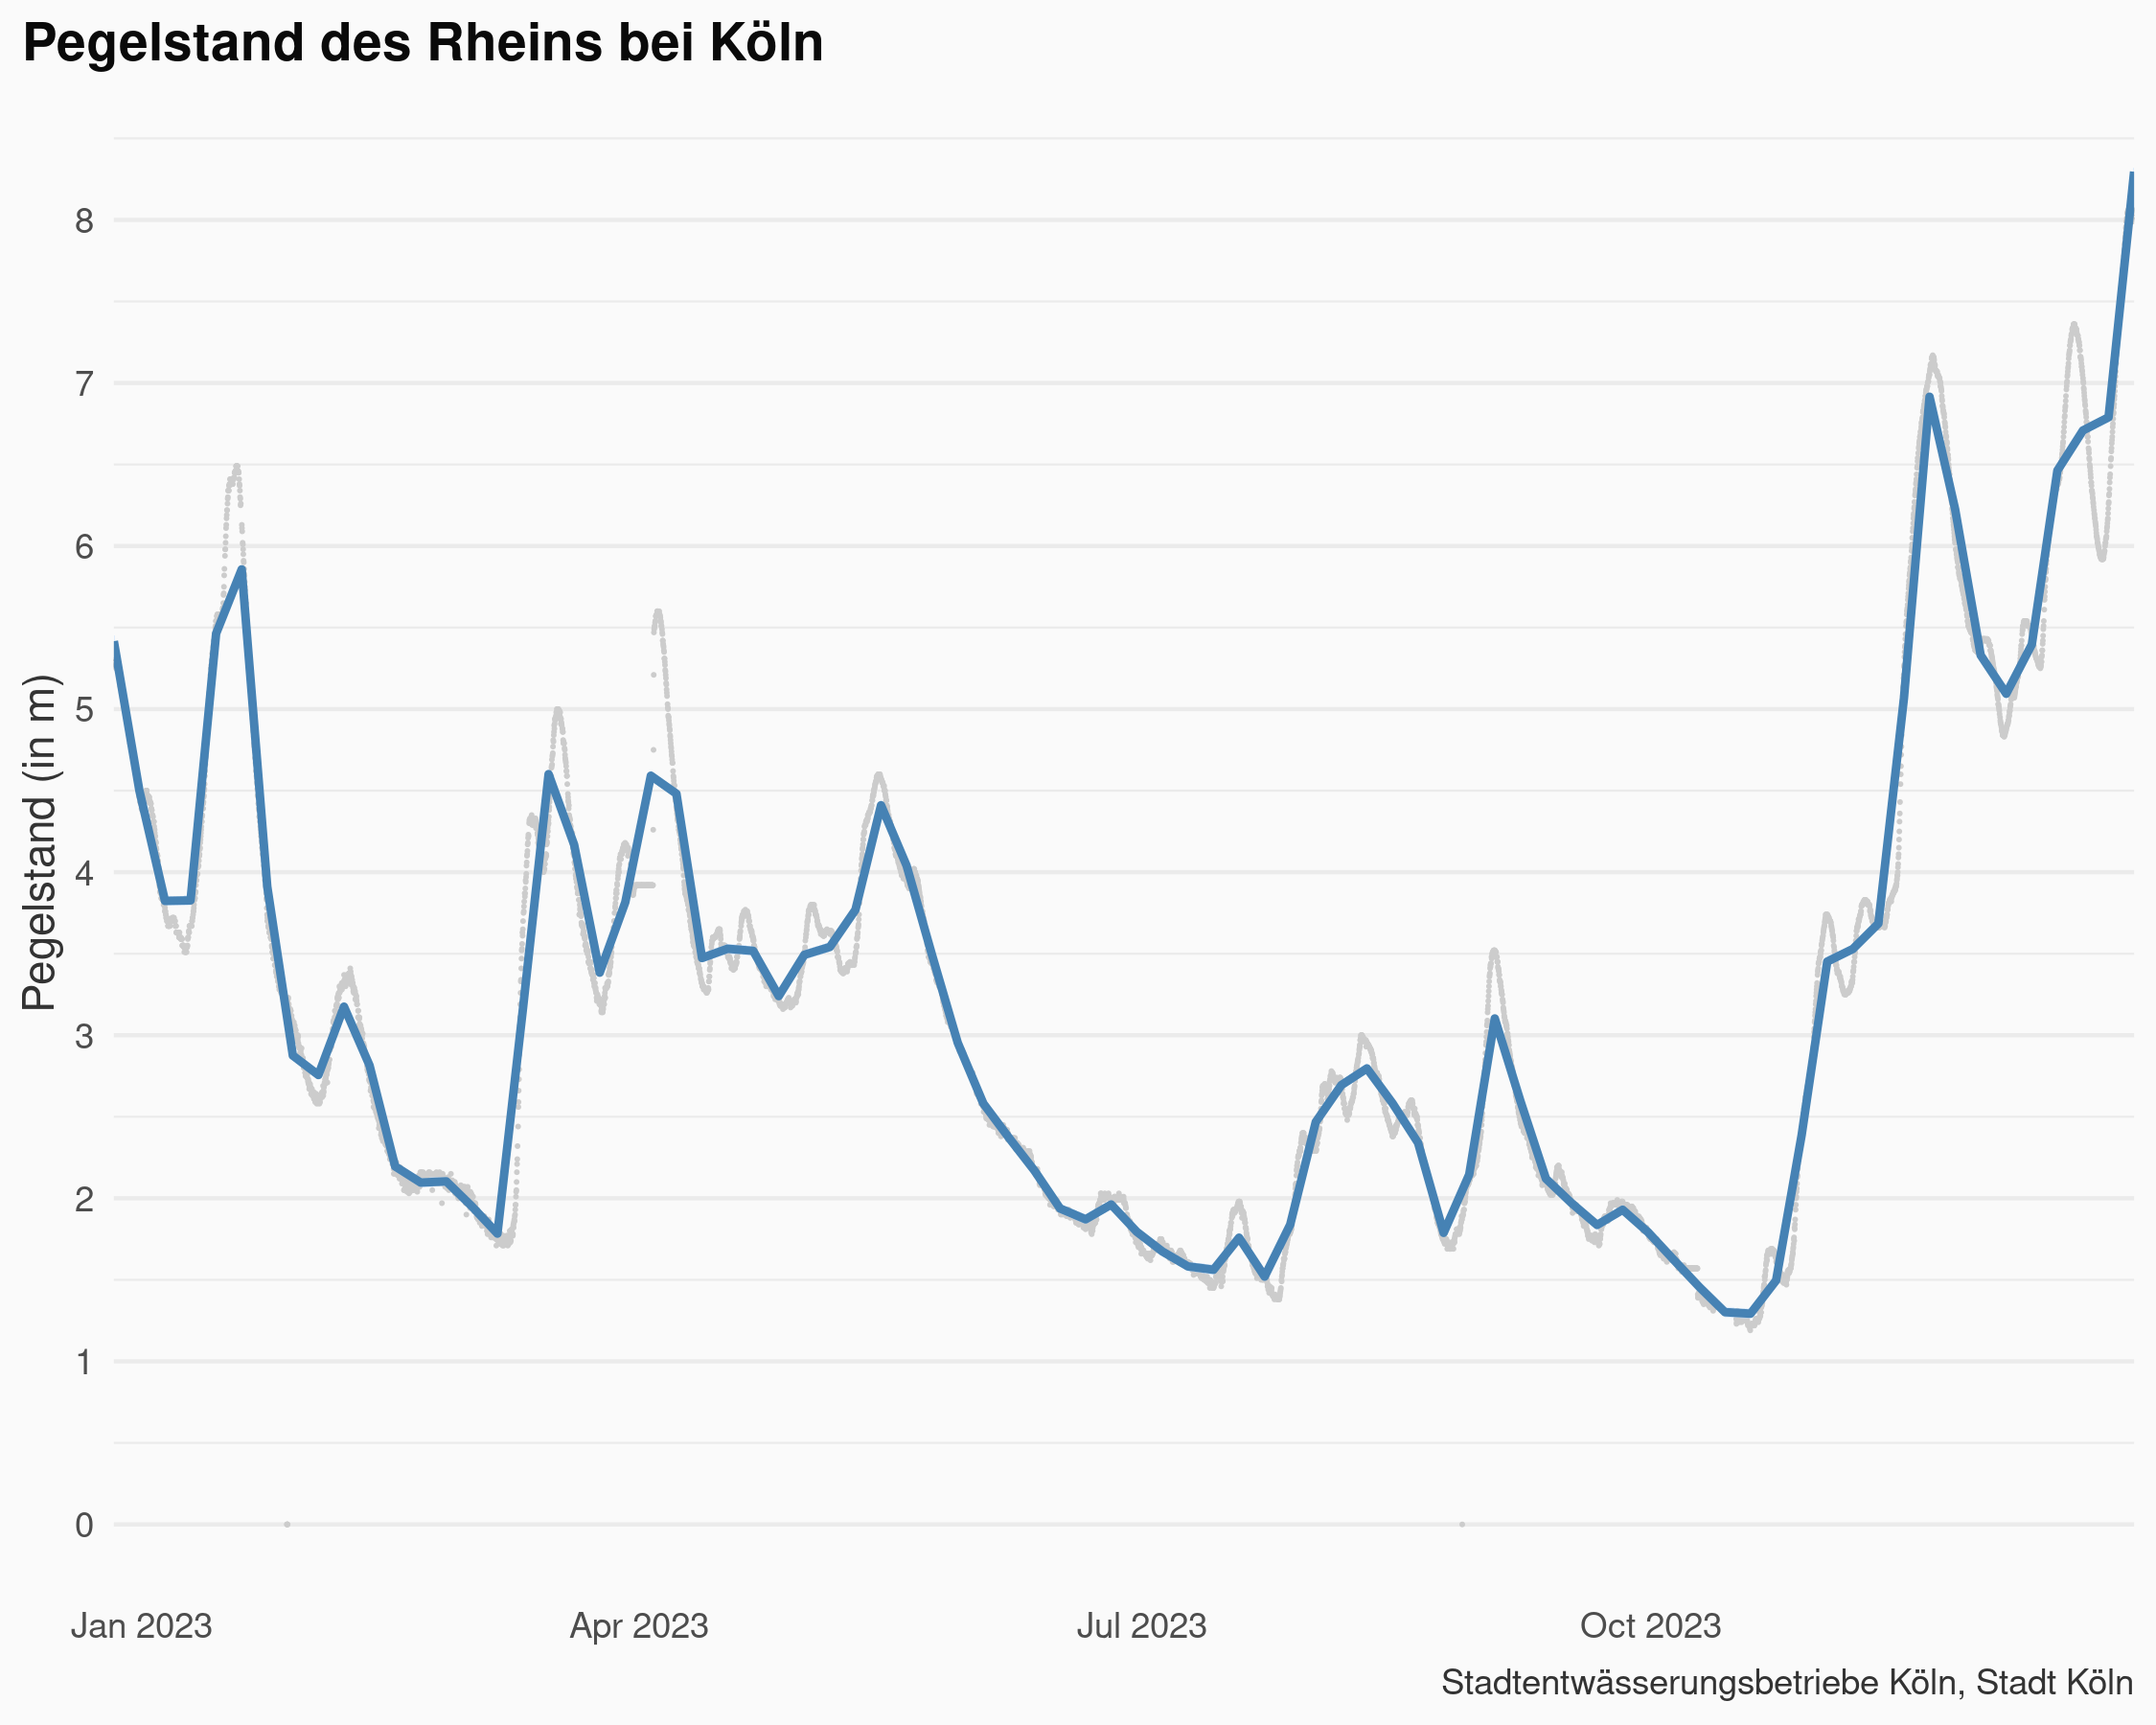 Pegelstand des Rheins bei Köln
Pegelstand (in m)
8
7
6
5
4
3
2
1
0
Jan 2023 Apr 2023 Jul 2023 Oct 2023
Stadtentwässerungsbetriebe Köln, Stadt Köln